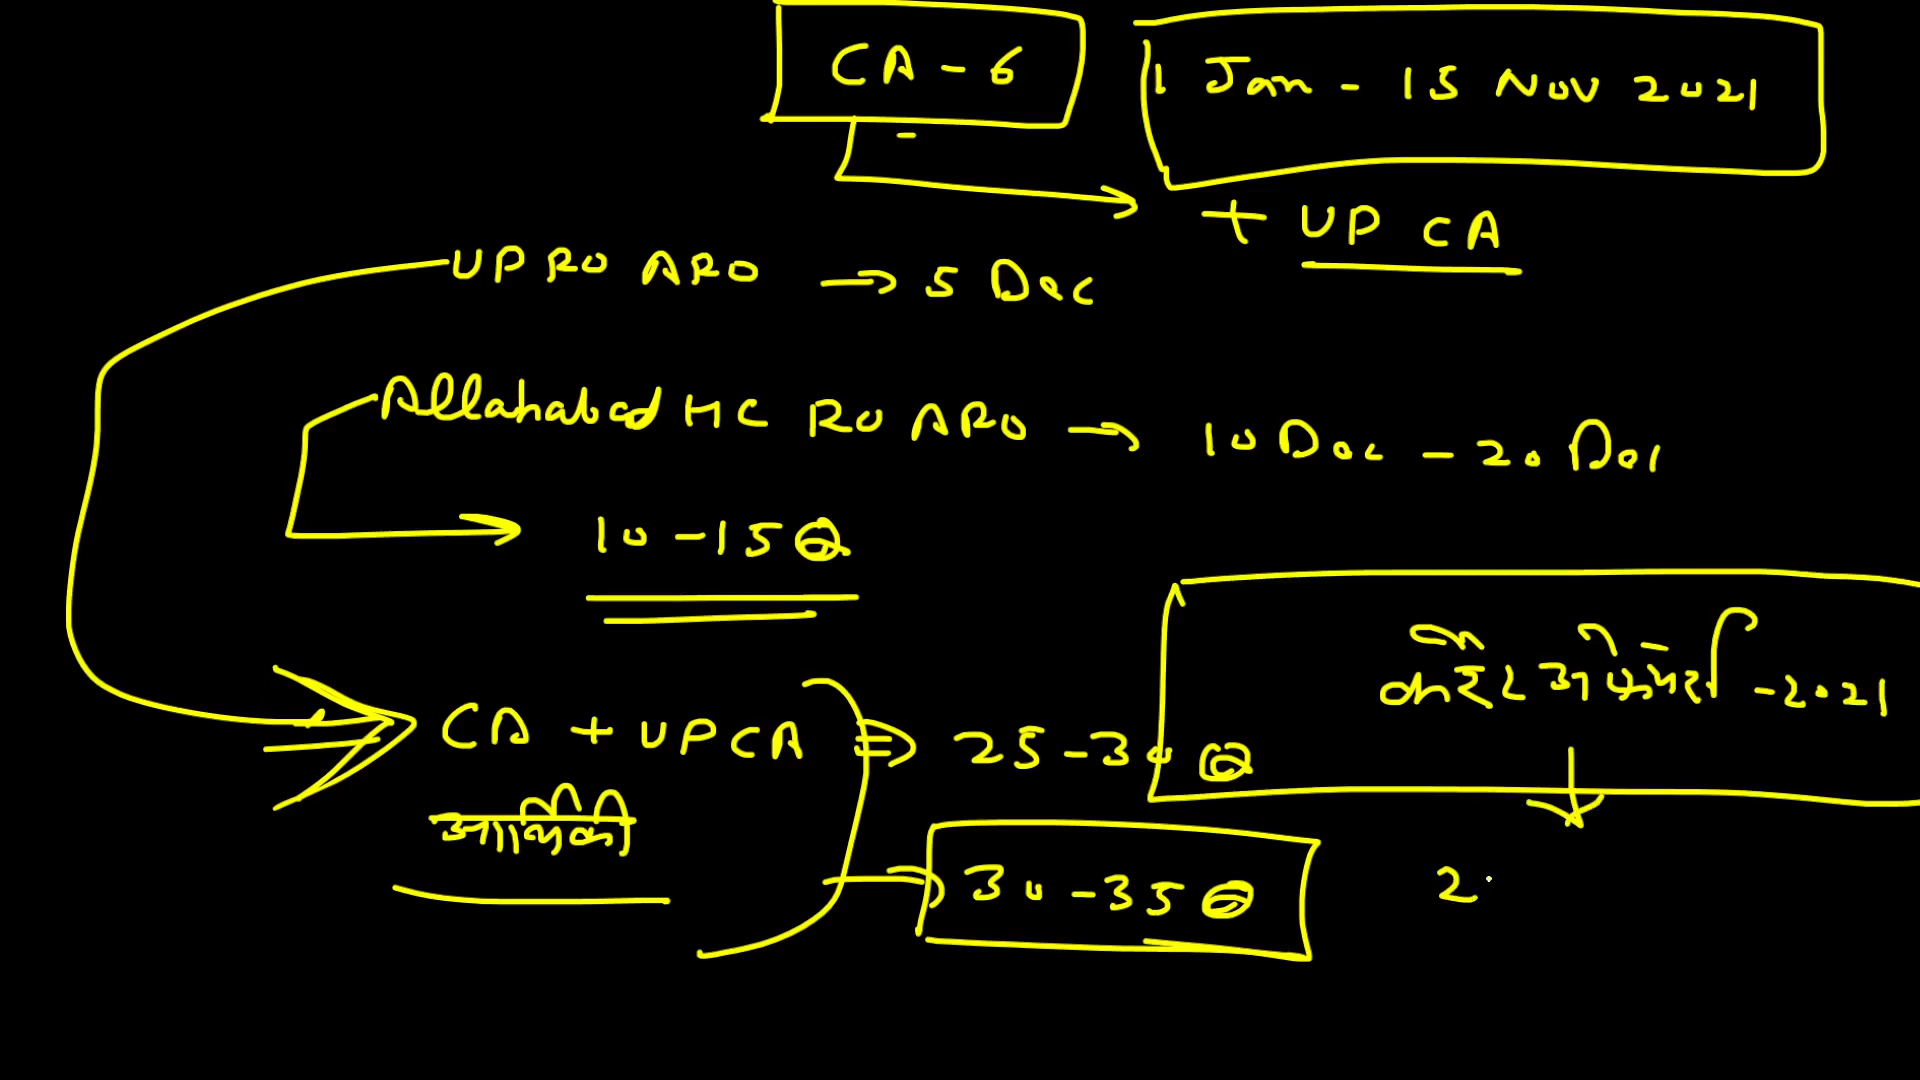 CA - 6
1 Jan - 15 Nov 2021
+ UP CA
UP RO ARO → 5 Dec
Allahabad HC RO ARO → 10 Dec - 20 Dec
10 - 15 Q
करेंट अफेयर्स - 2021
CA + UPCA ⇒ 25 - 30 Q
→ 30 - 35 Q
2